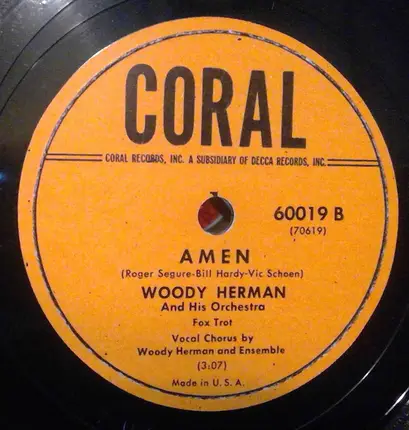 CORAL
CORAL RECORDS, INC. A SUBSIDIARY OF DECCA RECORDS, INC.
60019 B
(70619)
AMEN
(Roger Segure-Bill Hardy-Vic Schoen)
WOODY HERMAN
And His Orchestra
Fox Trot
Vocal Chorus by
Woody Herman and Ensemble
(3:07)
Made in U. S. A.